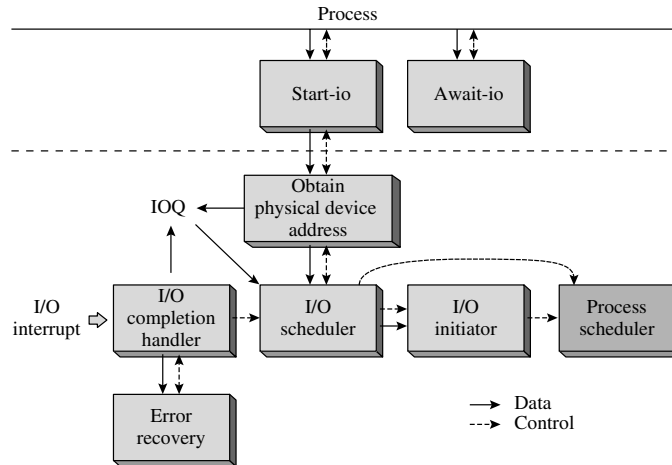 Process
Start-io
Await-io
Obtain
physical device
address
IOQ
I/O
interrupt
I/O
completion
handler
I/O
scheduler
I/O
initiator
Process
scheduler
Error
recovery
Data
Control